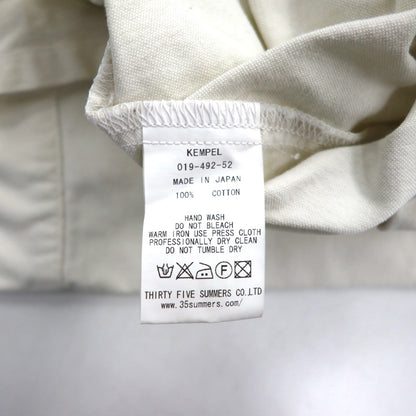 KEMPEL
019-492-52
MADE IN JAPAN
100% COTTON
HAND WASH
DO NOT BLEACH
WARM IRON USE PRESS CLOTH
PROFESSIONALLY DRY CLEAN
DO NOT TUMBLE DRY
F
THIRTY FIVE SUMMERS CO.,LTD
www.35summers.com/